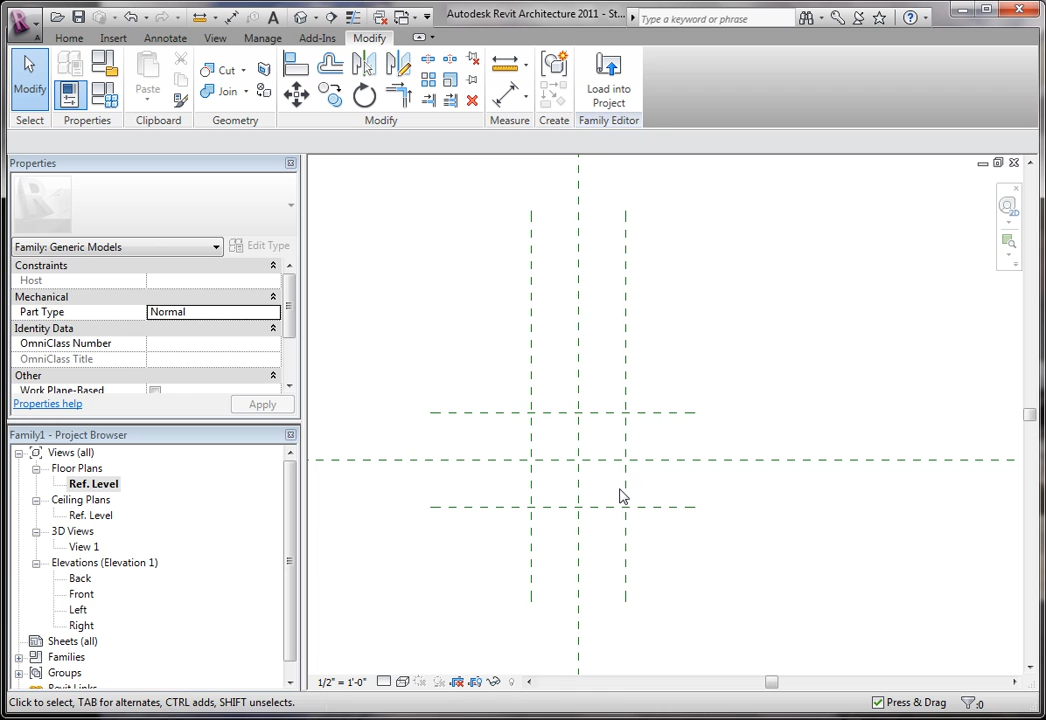 Autodesk Revit Architecture 2011 - St...
Type a keyword or phrase
Home Insert Annotate View Manage Add-Ins Modify
Modify
Paste
Cut
Join
Load into
Project
Select Properties Clipboard Geometry Modify Measure Create Family Editor
Properties
Family: Generic Models
Edit Type
Constraints
Host
Mechanical
Part Type Normal
Identity Data
OmniClass Number
OmniClass Title
Other
Work Plane-Based
Properties help
Apply
Family1 - Project Browser
Views (all)
Floor Plans
Ref. Level
Ceiling Plans
Ref. Level
3D Views
View 1
Elevations (Elevation 1)
Back
Front
Left
Right
Sheets (all)
Families
Groups
Revit Links
2D
1/2" = 1'-0"
Click to select, TAB for alternates, CTRL adds, SHIFT unselects.
Press & Drag
:0